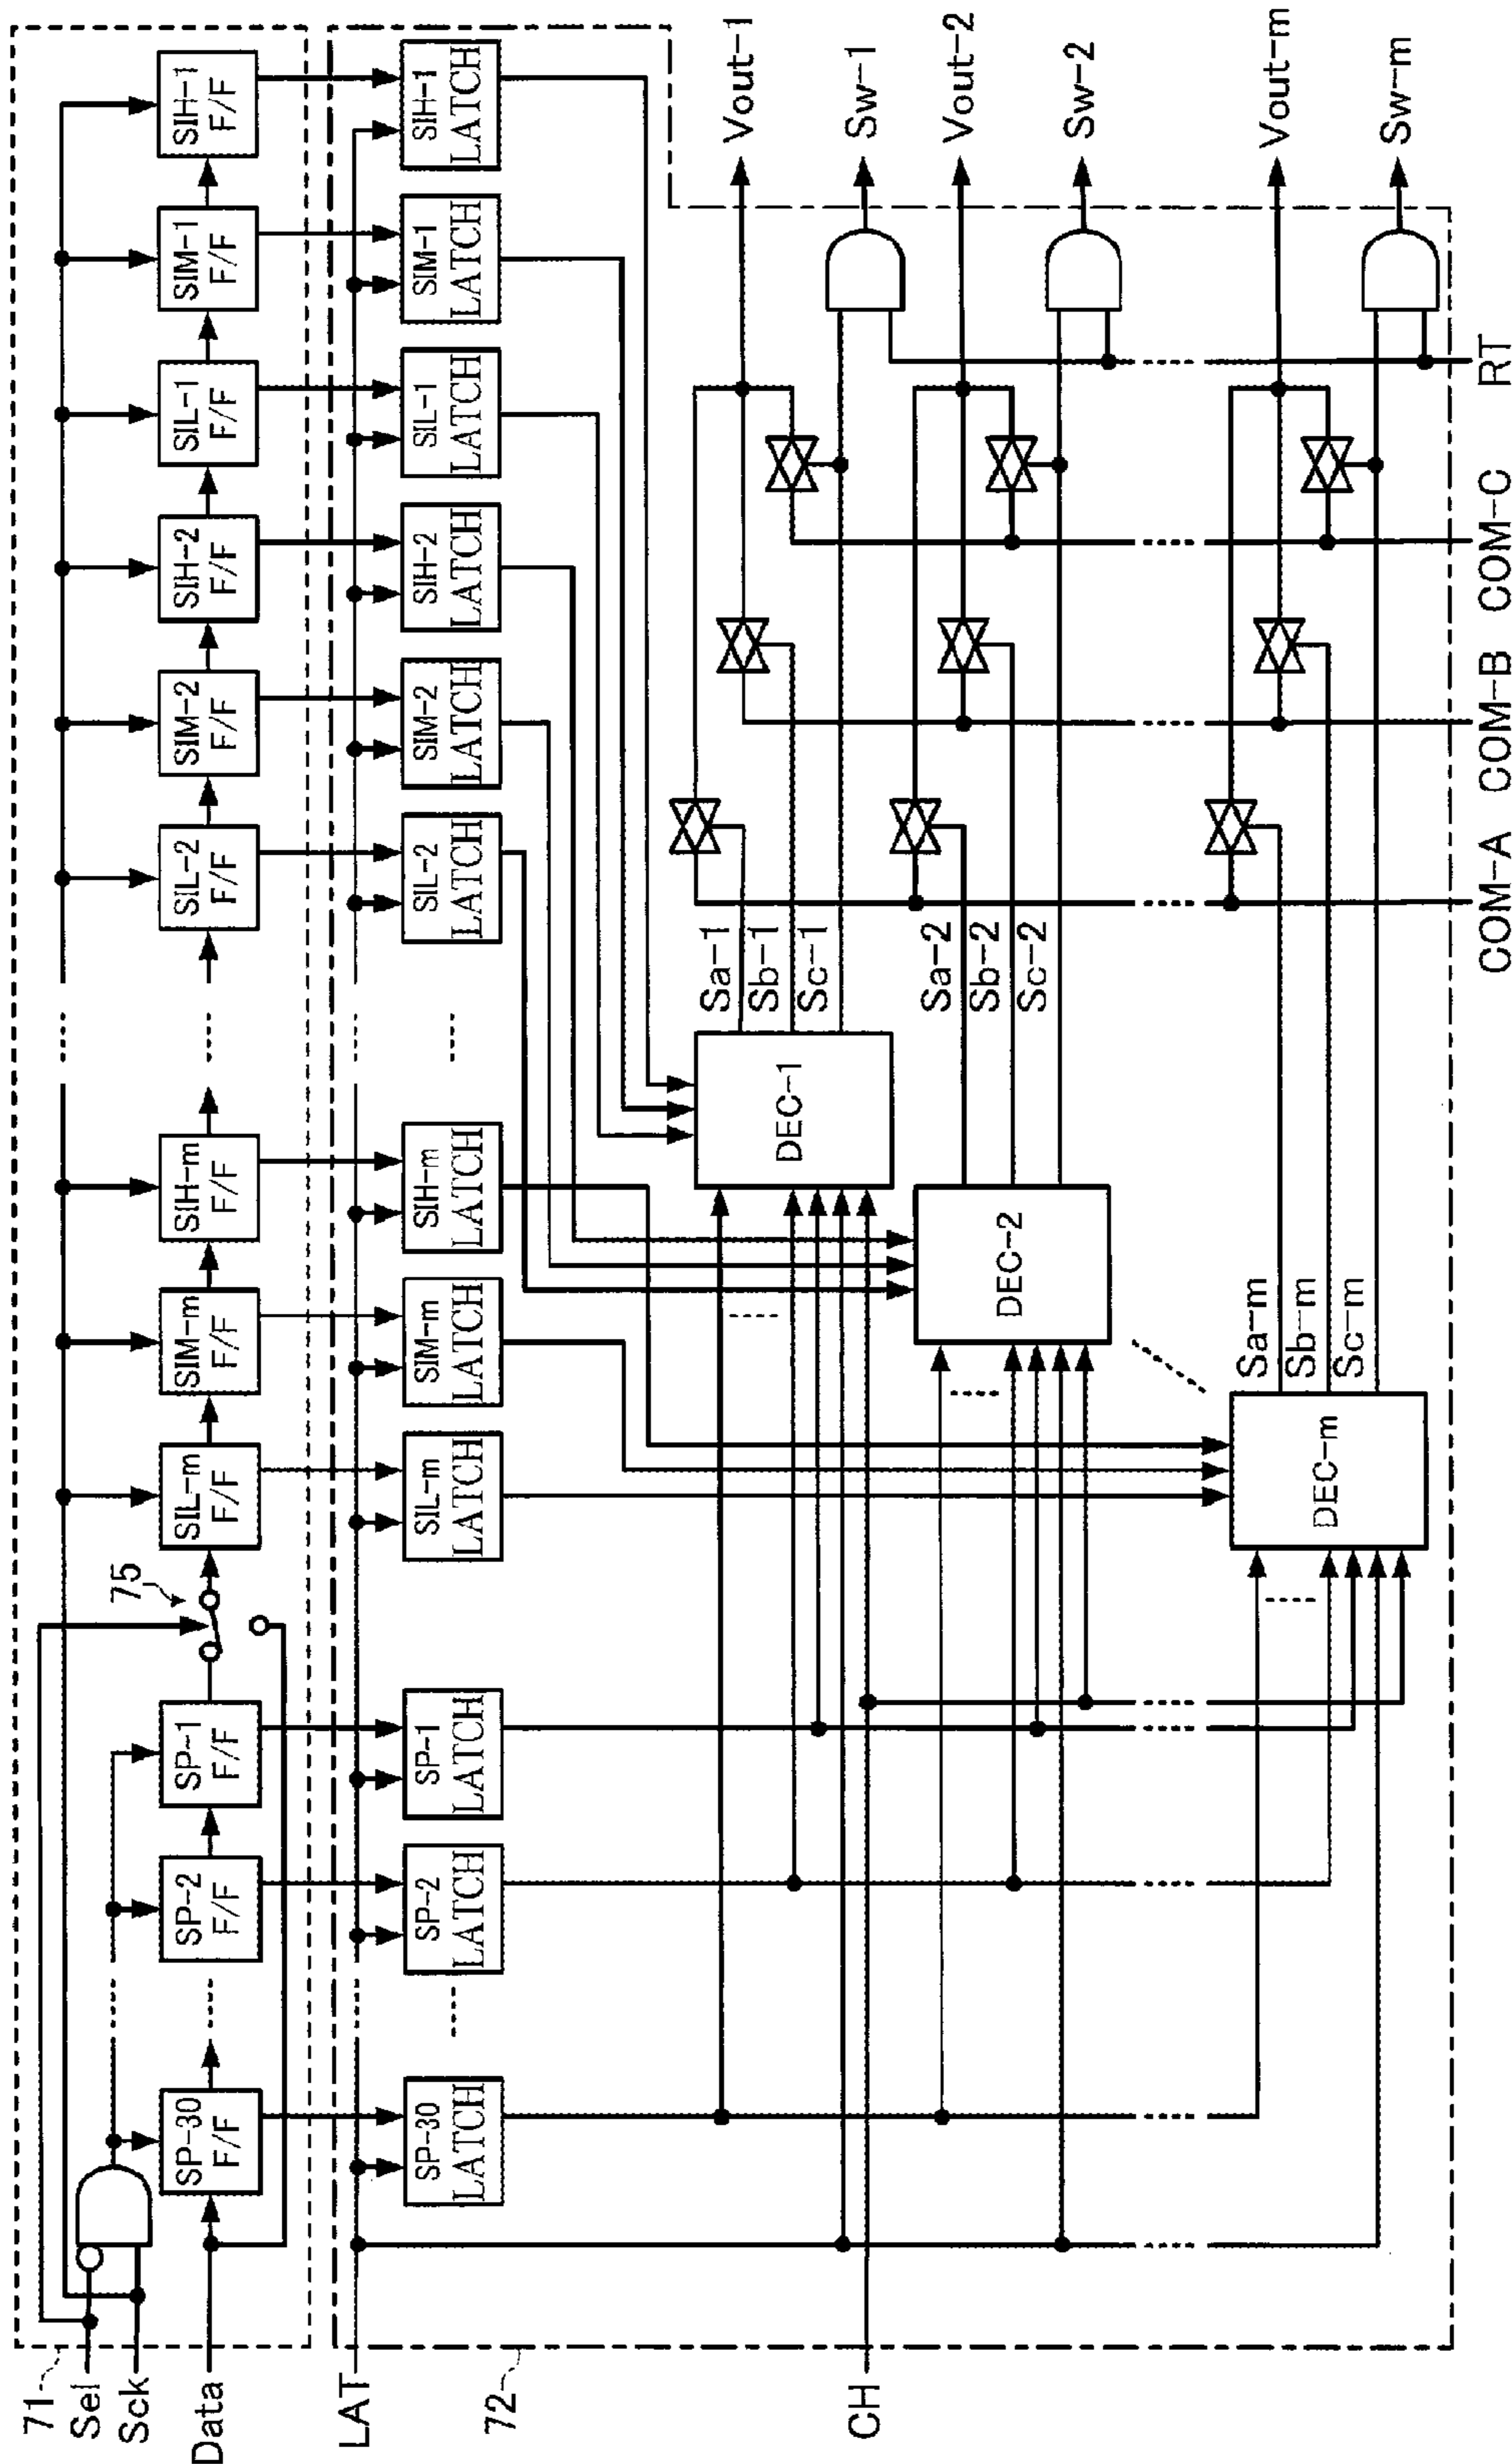 71
Sel
Sck
Data
SP-30
F/F
SP-2
F/F
SP-1
F/F
75
SIL-m
F/F
SIM-m
F/F
SIH-m
F/F
SIL-2
F/F
SIM-2
F/F
SIH-2
F/F
SIL-1
F/F
SIM-1
F/F
SIH-1
F/F
LAT
72
SP-30
LATCH
SP-2
LATCH
SP-1
LATCH
SIL-m
LATCH
SIM-m
LATCH
SIH-m
LATCH
SIL-2
LATCH
SIM-2
LATCH
SIH-2
LATCH
SIL-1
LATCH
SIM-1
LATCH
SIH-1
LATCH
CH
DEC-1
Sa-1
Sb-1
Sc-1
Vout-1
Sw-1
DEC-2
Sa-2
Sb-2
Sc-2
Vout-2
Sw-2
DEC-m
Sa-m
Sb-m
Sc-m
Vout-m
Sw-m
COM-A
COM-B
COM-C
RT